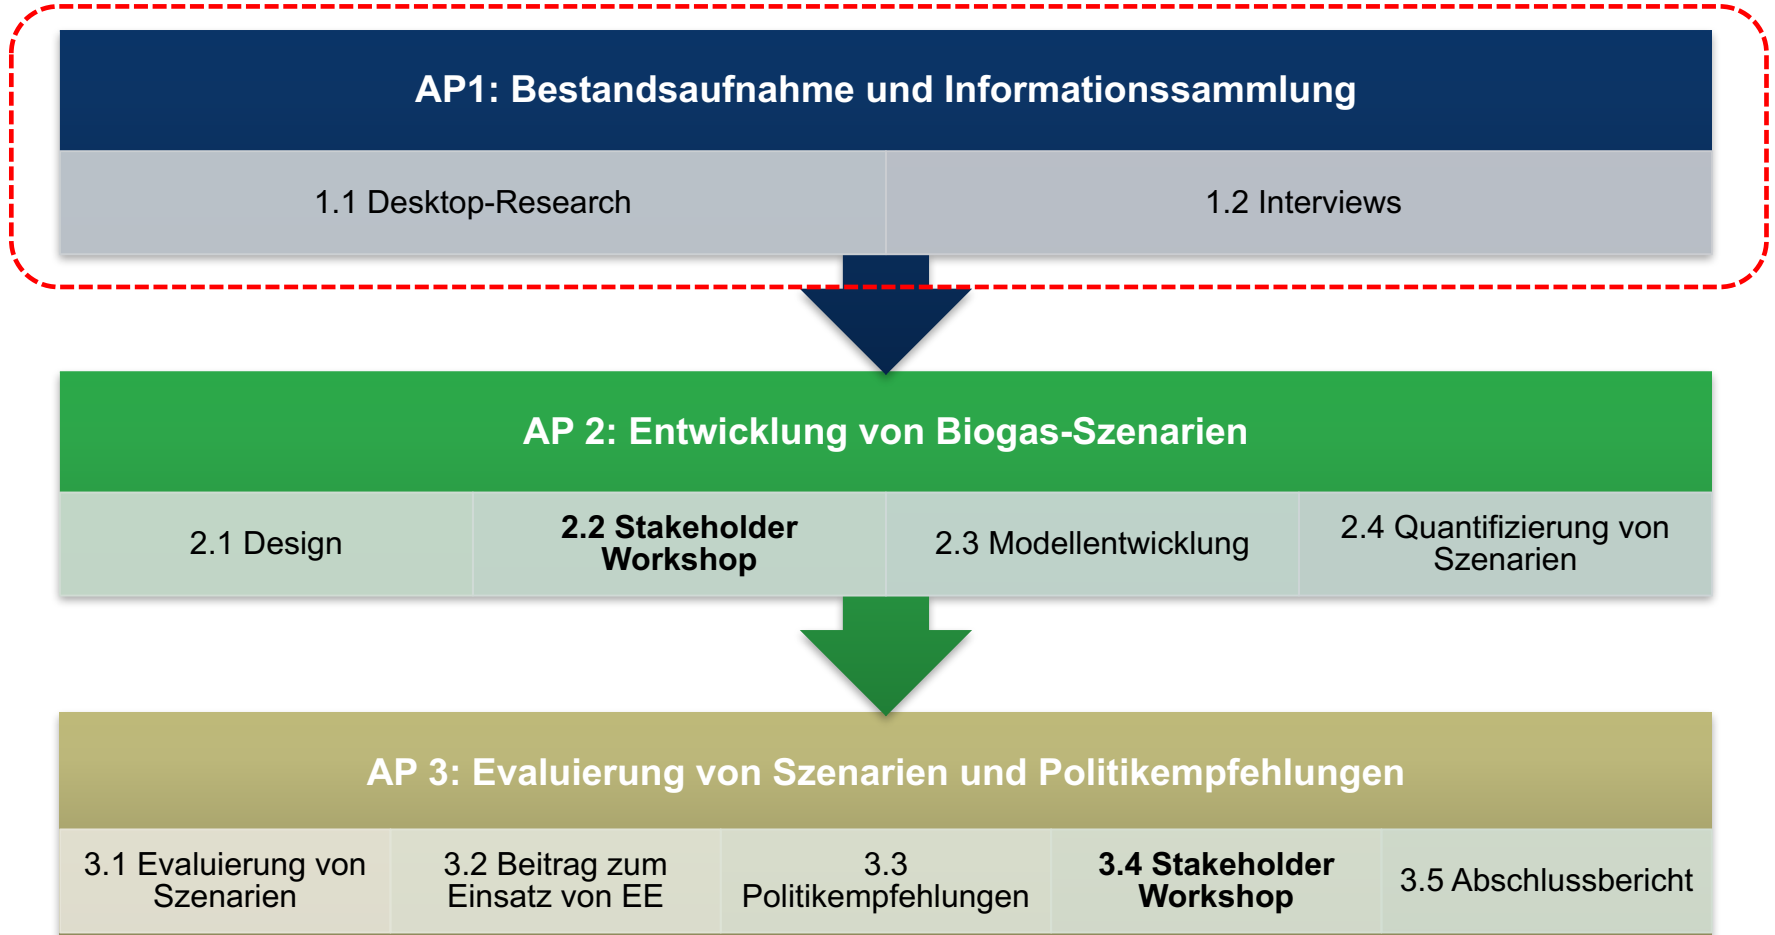 AP1: Bestandsaufnahme und Informationssammlung
1.1 Desktop-Research
1.2 Interviews
AP 2: Entwicklung von Biogas-Szenarien
2.1 Design
2.2 Stakeholder
Workshop
2.3 Modellentwicklung
2.4 Quantifizierung von
Szenarien
AP 3: Evaluierung von Szenarien und Politikempfehlungen
3.1 Evaluierung von
Szenarien
3.2 Beitrag zum
Einsatz von EE
3.3
Politikempfehlungen
3.4 Stakeholder
Workshop
3.5 Abschlussbericht